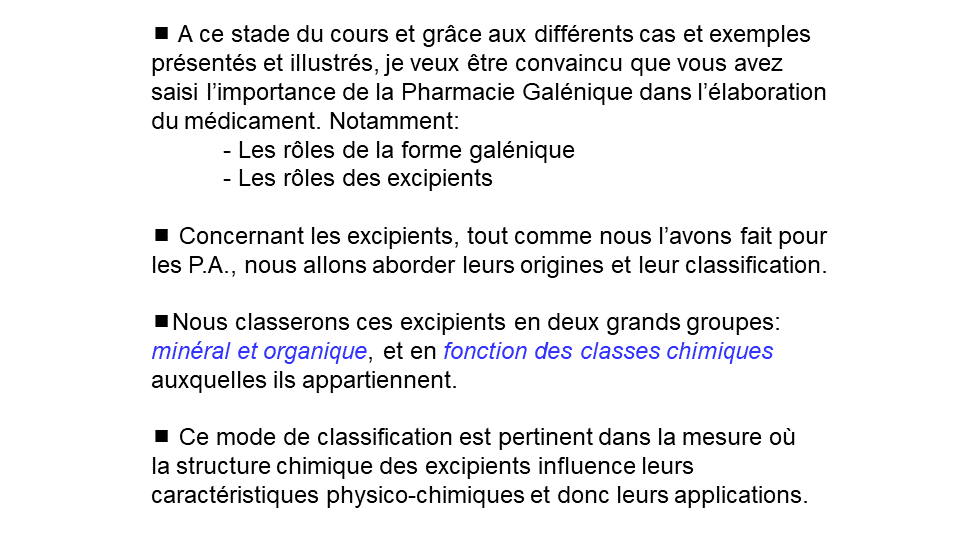 ■ A ce stade du cours et grâce aux différents cas et exemples
présentés et illustrés, je veux être convaincu que vous avez
saisi l’importance de la Pharmacie Galénique dans l’élaboration
du médicament. Notamment:
- Les rôles de la forme galénique
- Les rôles des excipients
■ Concernant les excipients, tout comme nous l’avons fait pour
les P.A., nous allons aborder leurs origines et leur classification.
■Nous classerons ces excipients en deux grands groupes:
minéral et organique, et en fonction des classes chimiques
auxquelles ils appartiennent.
■ Ce mode de classification est pertinent dans la mesure où
la structure chimique des excipients influence leurs
caractéristiques physico-chimiques et donc leurs applications.